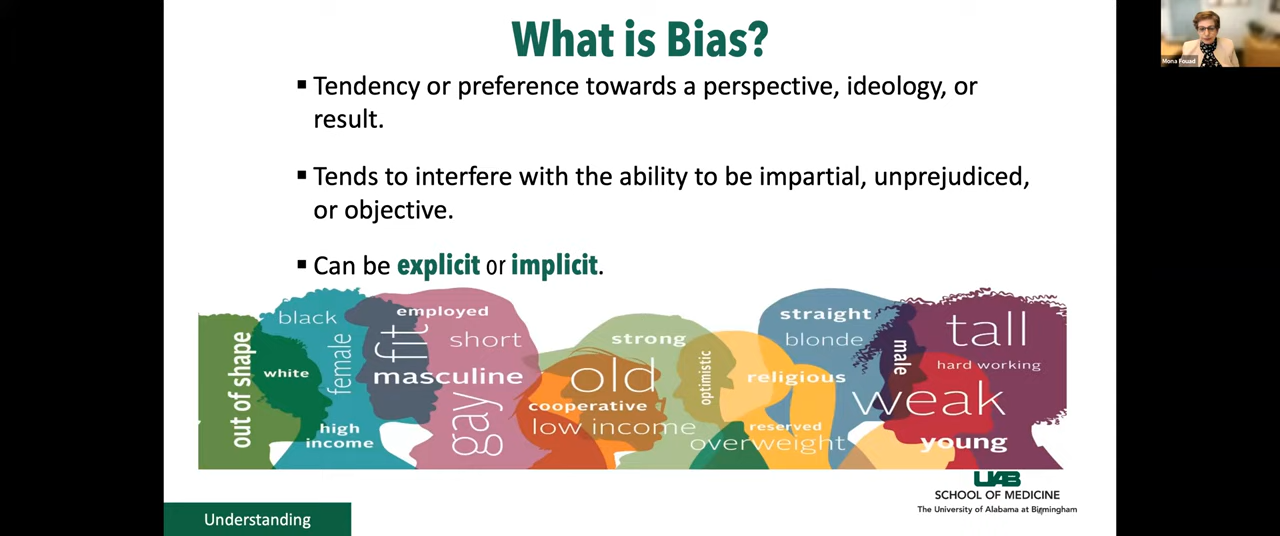 What is Bias?
▪ Tendency or preference towards a perspective, ideology, or
result.
▪ Tends to interfere with the ability to be impartial, unprejudiced,
or objective.
▪ Can be explicit or implicit.
out of shape
black
white
female
high
income
fit
employed
short
masculine
gay
old
cooperative
low income
strong
optimistic
religious
reserved
overweight
straight
blonde
male
weak
tall
hard working
young
Understanding
UAB
SCHOOL OF MEDICINE
The University of Alabama at Birmingham
Mona Fouad